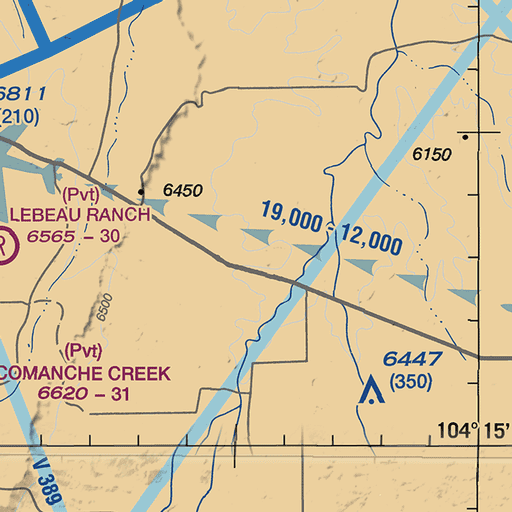 6811
(210)
6150
(Pvt)
6450
LEBEAU RANCH
6565 - 30
R
19,000 - 12,000
6500
(Pvt)
COMANCHE CREEK
6620 - 31
6447
(350)
104° 15'
V 389